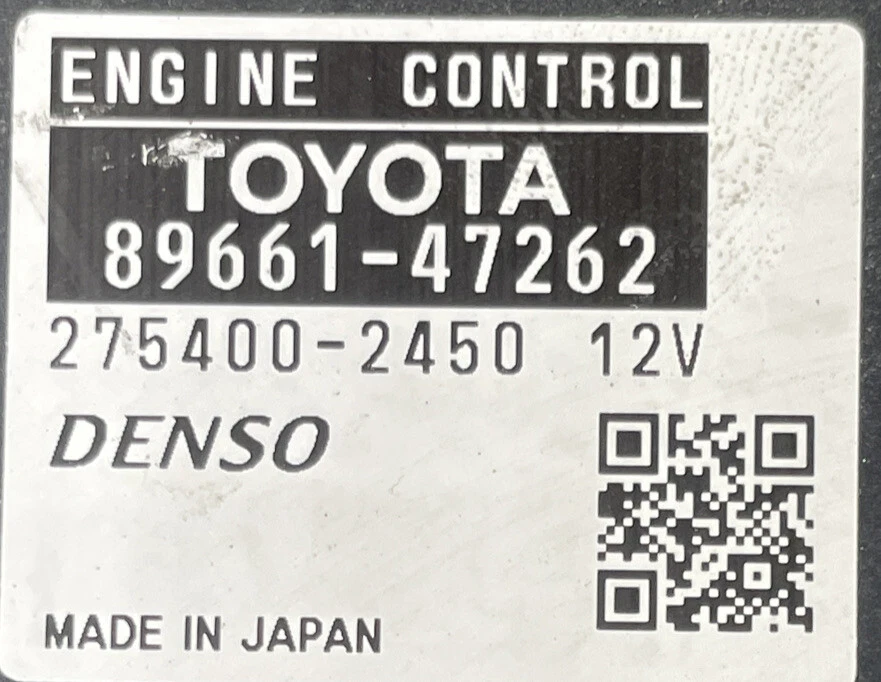 ENGINE CONTROL
TOYOTA
89661-47262
275400-2450 12V
DENSO
MADE IN JAPAN